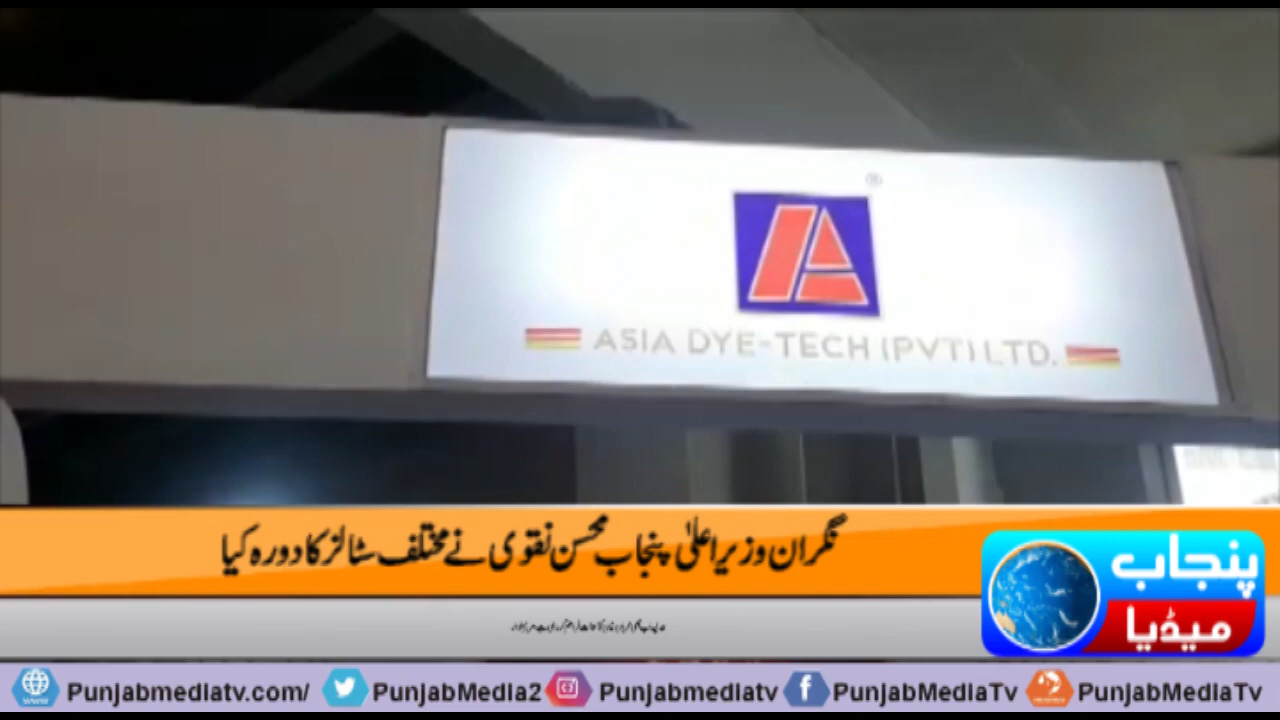 ®
ASIA DYE-TECH (PVT) LTD.
نگران وزیراعلیٰ پنجاب محسن نقوی نے مختلف سٹالز کا دورہ کیا
پنجاب
میڈیا
Punjabmediatv.com/ PunjabMedia2 Punjabmediatv PunjabMediaTv PunjabMediaTv